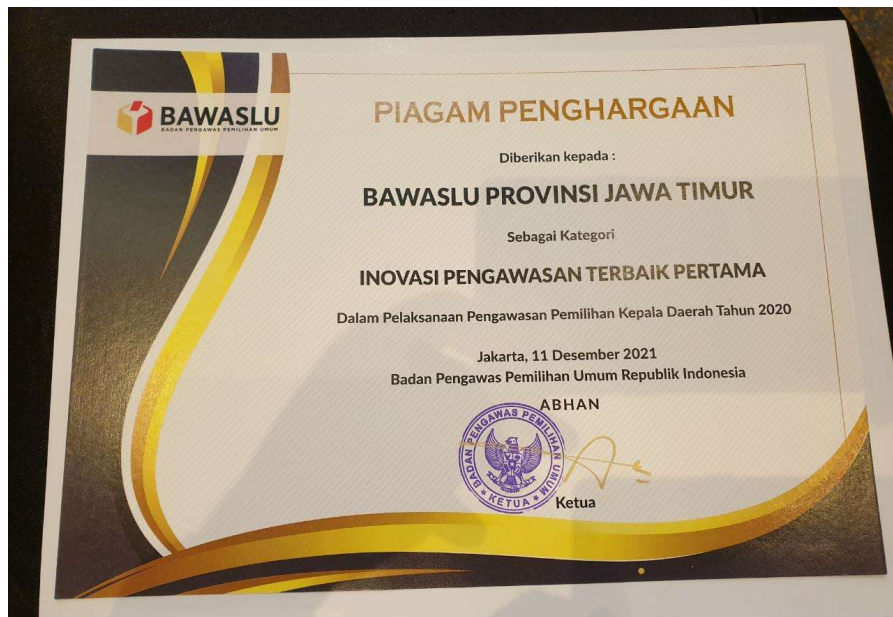 BAWASLU
BADAN PENGAWAS PEMILIHAN UMUM
PIAGAM PENGHARGAAN
Diberikan kepada :
BAWASLU PROVINSI JAWA TIMUR
Sebagai Kategori
INOVASI PENGAWASAN TERBAIK PERTAMA
Dalam Pelaksanaan Pengawasan Pemilihan Kepala Daerah Tahun 2020
Jakarta, 11 Desember 2021
Badan Pengawas Pemilihan Umum Republik Indonesia
ABHAN
BADAN PENGAWAS PEMILIHAN UMUM
KETUA
Ketua